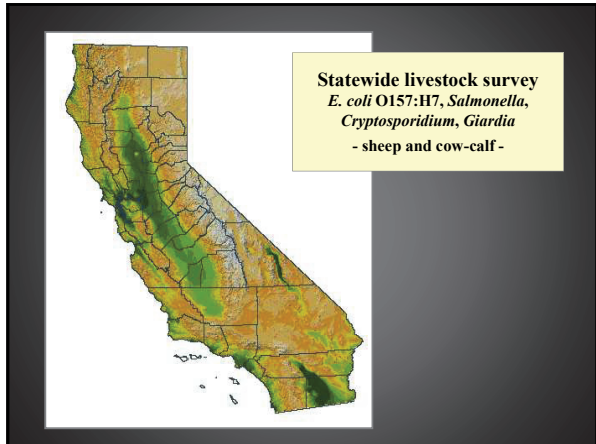 Statewide livestock survey
E. coli O157:H7, Salmonella,
Cryptosporidium, Giardia
- sheep and cow-calf -